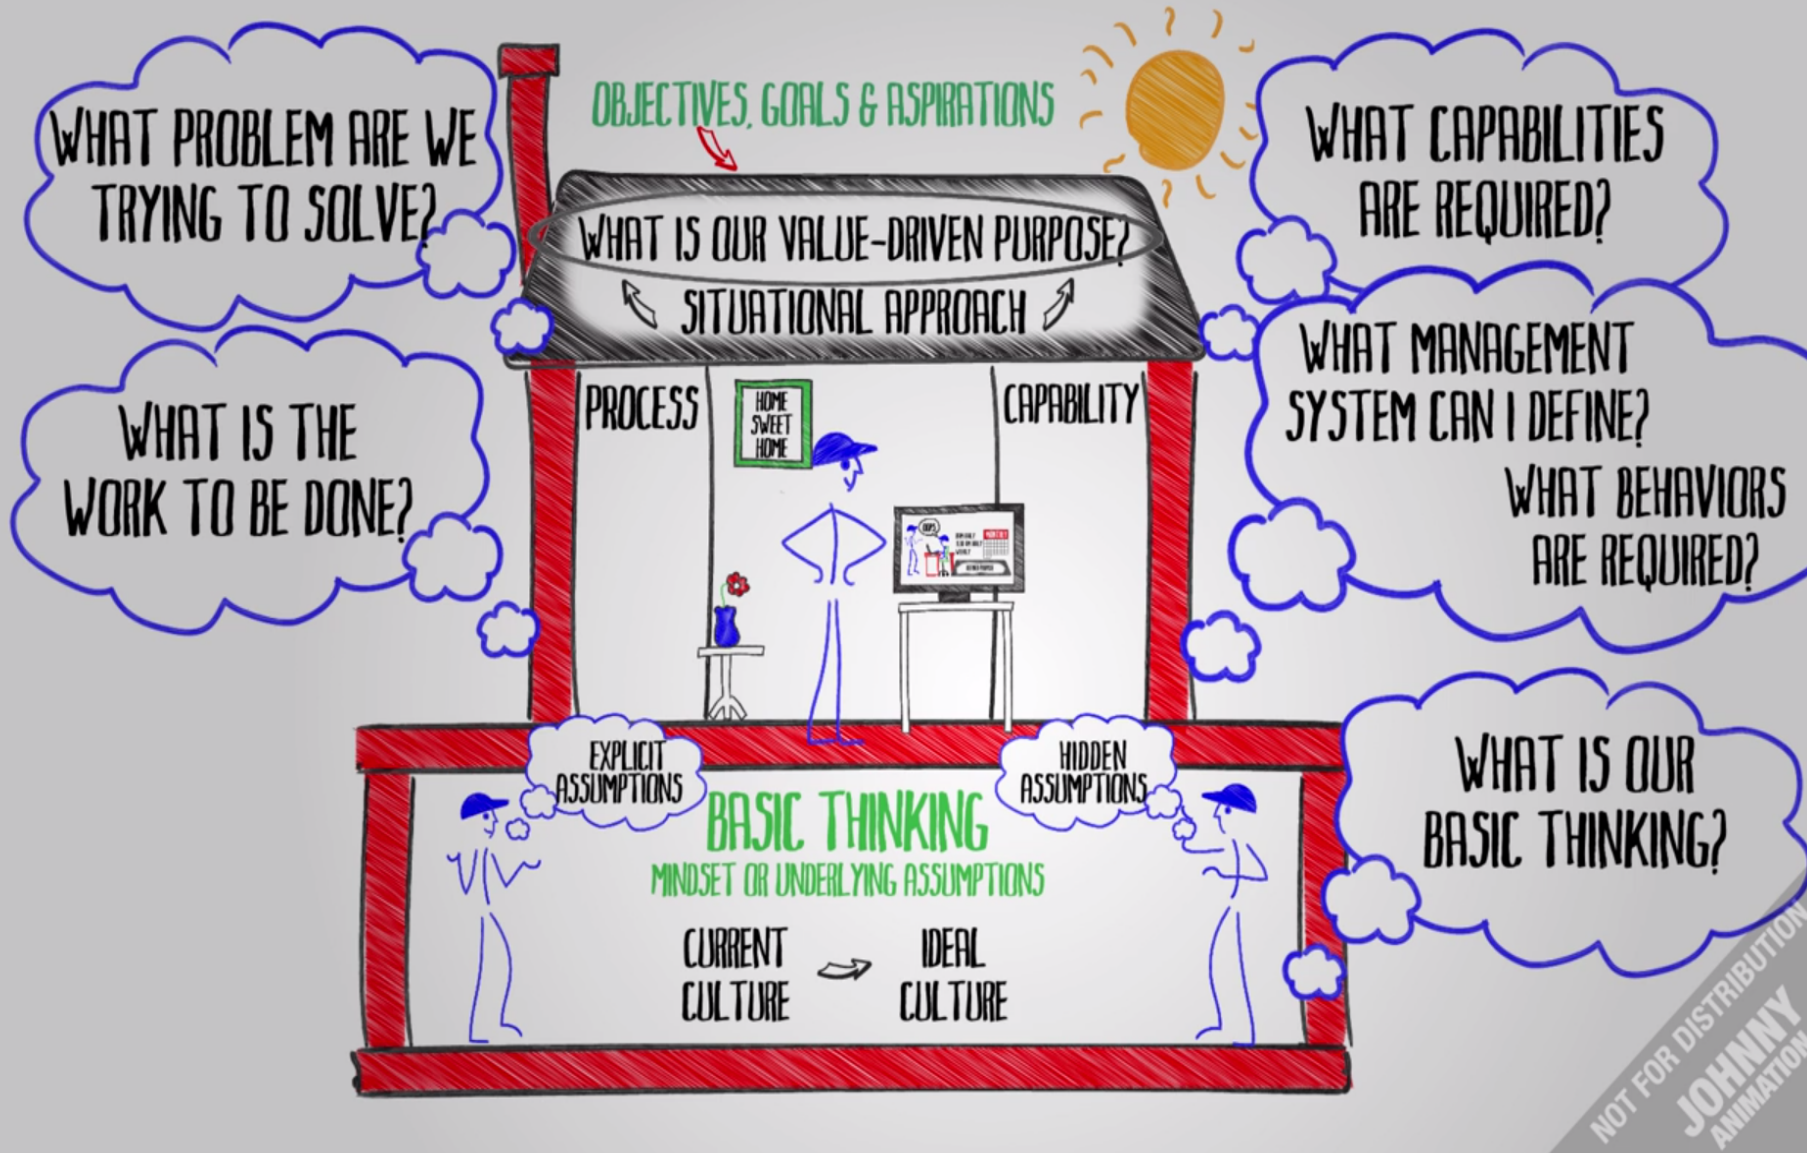 WHAT PROBLEM ARE WE
TRYING TO SOLVE?
OBJECTIVES, GOALS & ASPIRATIONS
WHAT CAPABILITIES
ARE REQUIRED?
WHAT IS OUR VALUE-DRIVEN PURPOSE?
SITUATIONAL APPROACH
WHAT IS THE
WORK TO BE DONE?
PROCESS
HOME
SWEET
HOME
CAPABILITY
WHAT MANAGEMENT
SYSTEM CAN I DEFINE?
WHAT BEHAVIORS
ARE REQUIRED?
OOPS
MONTHLY
EXPLICIT
ASSUMPTIONS
HIDDEN
ASSUMPTIONS
BASIC THINKING
MINDSET OR UNDERLYING ASSUMPTIONS
CURRENT
CULTURE
IDEAL
CULTURE
WHAT IS OUR
BASIC THINKING?
NOT FOR DISTRIBUTION
JOHNNY
ANIMATION